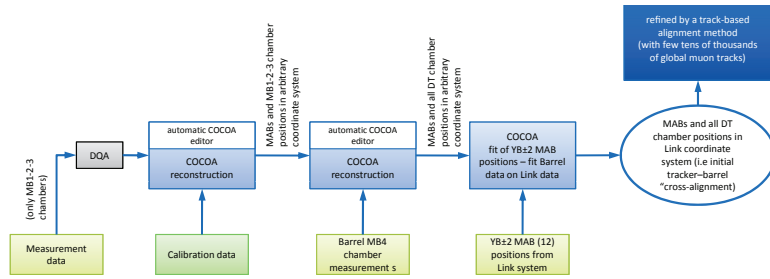 refined by a track-based
alignment method
(with few tens of thousands
of global muon tracks)
MABs and MB1-2-3 chamber
positions in arbitrary
coordinate system
MABs and all DT chamber
positions in arbitrary
coordinate system
(only MB1-2-3
chambers)
DQA
automatic COCOA
editor
COCOA
reconstruction
automatic COCOA
editor
COCOA
reconstruction
COCOA
fit of YB±2 MAB
positions – fit Barrel
data on Link data
MABs and all DT
chamber positions in
Link coordinate
system (i.e initial
tracker–barrel
“cross-alignment)
Measurement
data
Calibration data
Barrel MB4
chamber
measurement s
YB±2 MAB (12)
positions from
Link system